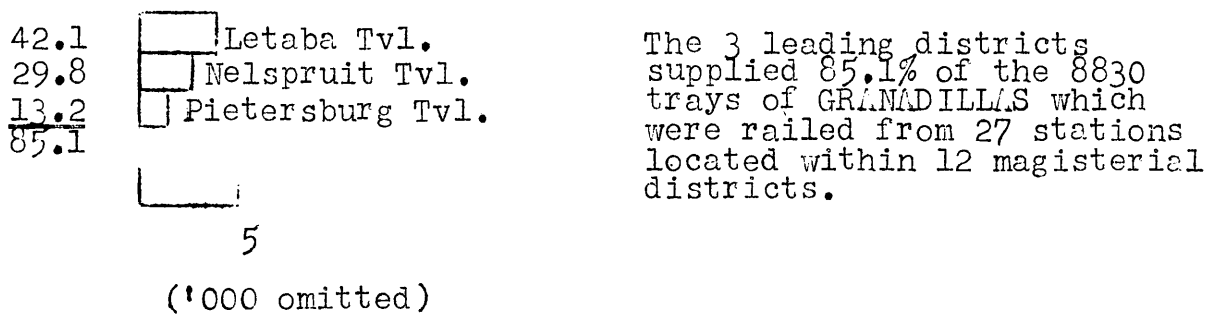 42.1 Letaba Tvl.
29.8 Nelspruit Tvl.
13.2 Pietersburg Tvl.
85.1
5
('000 omitted)
The 3 leading districts
supplied 85.1% of the 8830
trays of GRANADILLAS which
were railed from 27 stations
located within 12 magisterial
districts.